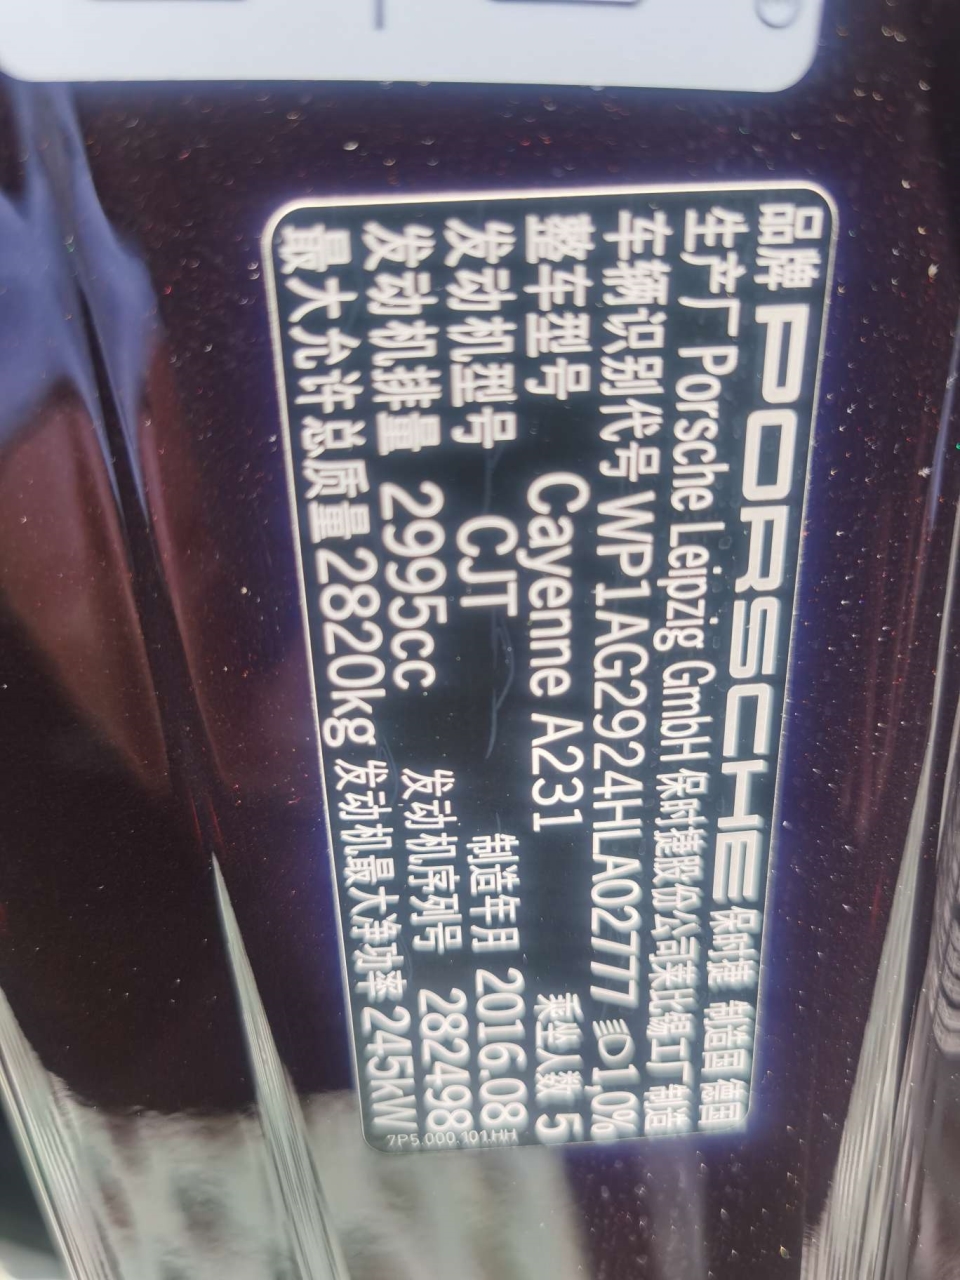 品牌 PORSCHE 保时捷 制造国 德国
生产厂 Porsche Leipzig GmbH 保时捷股份公司莱比锡工厂制造
车辆识别代号 WP1AG2924HLA02777 1,0%
整车型号 Cayenne A231 乘坐人数 5
发动机型号 CJT 制造年月 2016.08
发动机排量 2995cc 发动机序列号 282498
最大允许总质量 2820kg 发动机最大净功率 245kW
7P5.000.101.HH